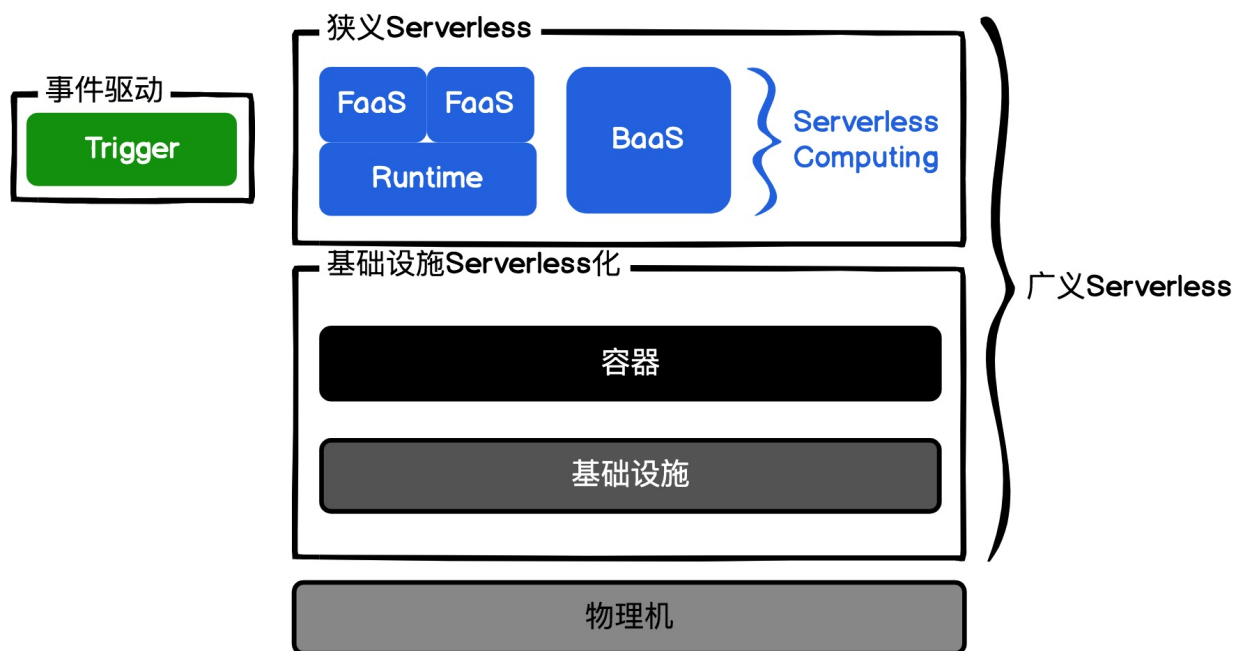 狭义Serverless
事件驱动
Trigger
FaaS
FaaS
Runtime
BaaS
Serverless
Computing
基础设施Serverless化
容器
基础设施
广义Serverless
物理机